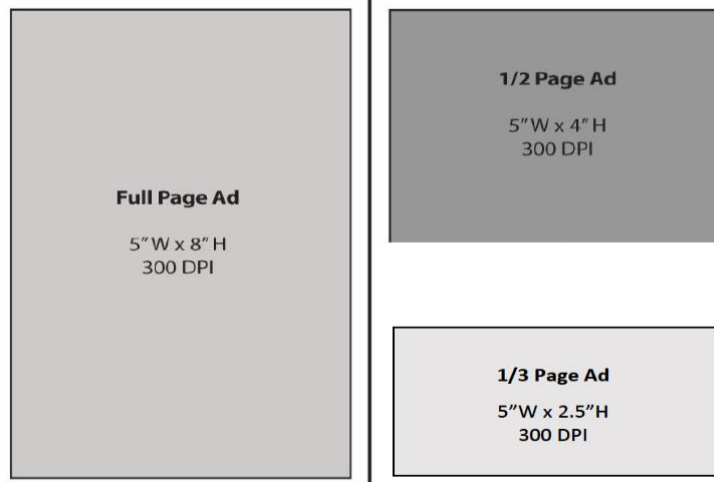 Full Page Ad
5”W x 8”H
300 DPI
1/2 Page Ad
5”W x 4”H
300 DPI
1/3 Page Ad
5”W x 2.5”H
300 DPI